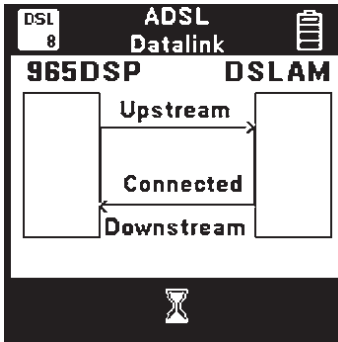 DSL
8
ADSL
Datalink
965DSP DSLAM
Upstream
Connected
Downstream